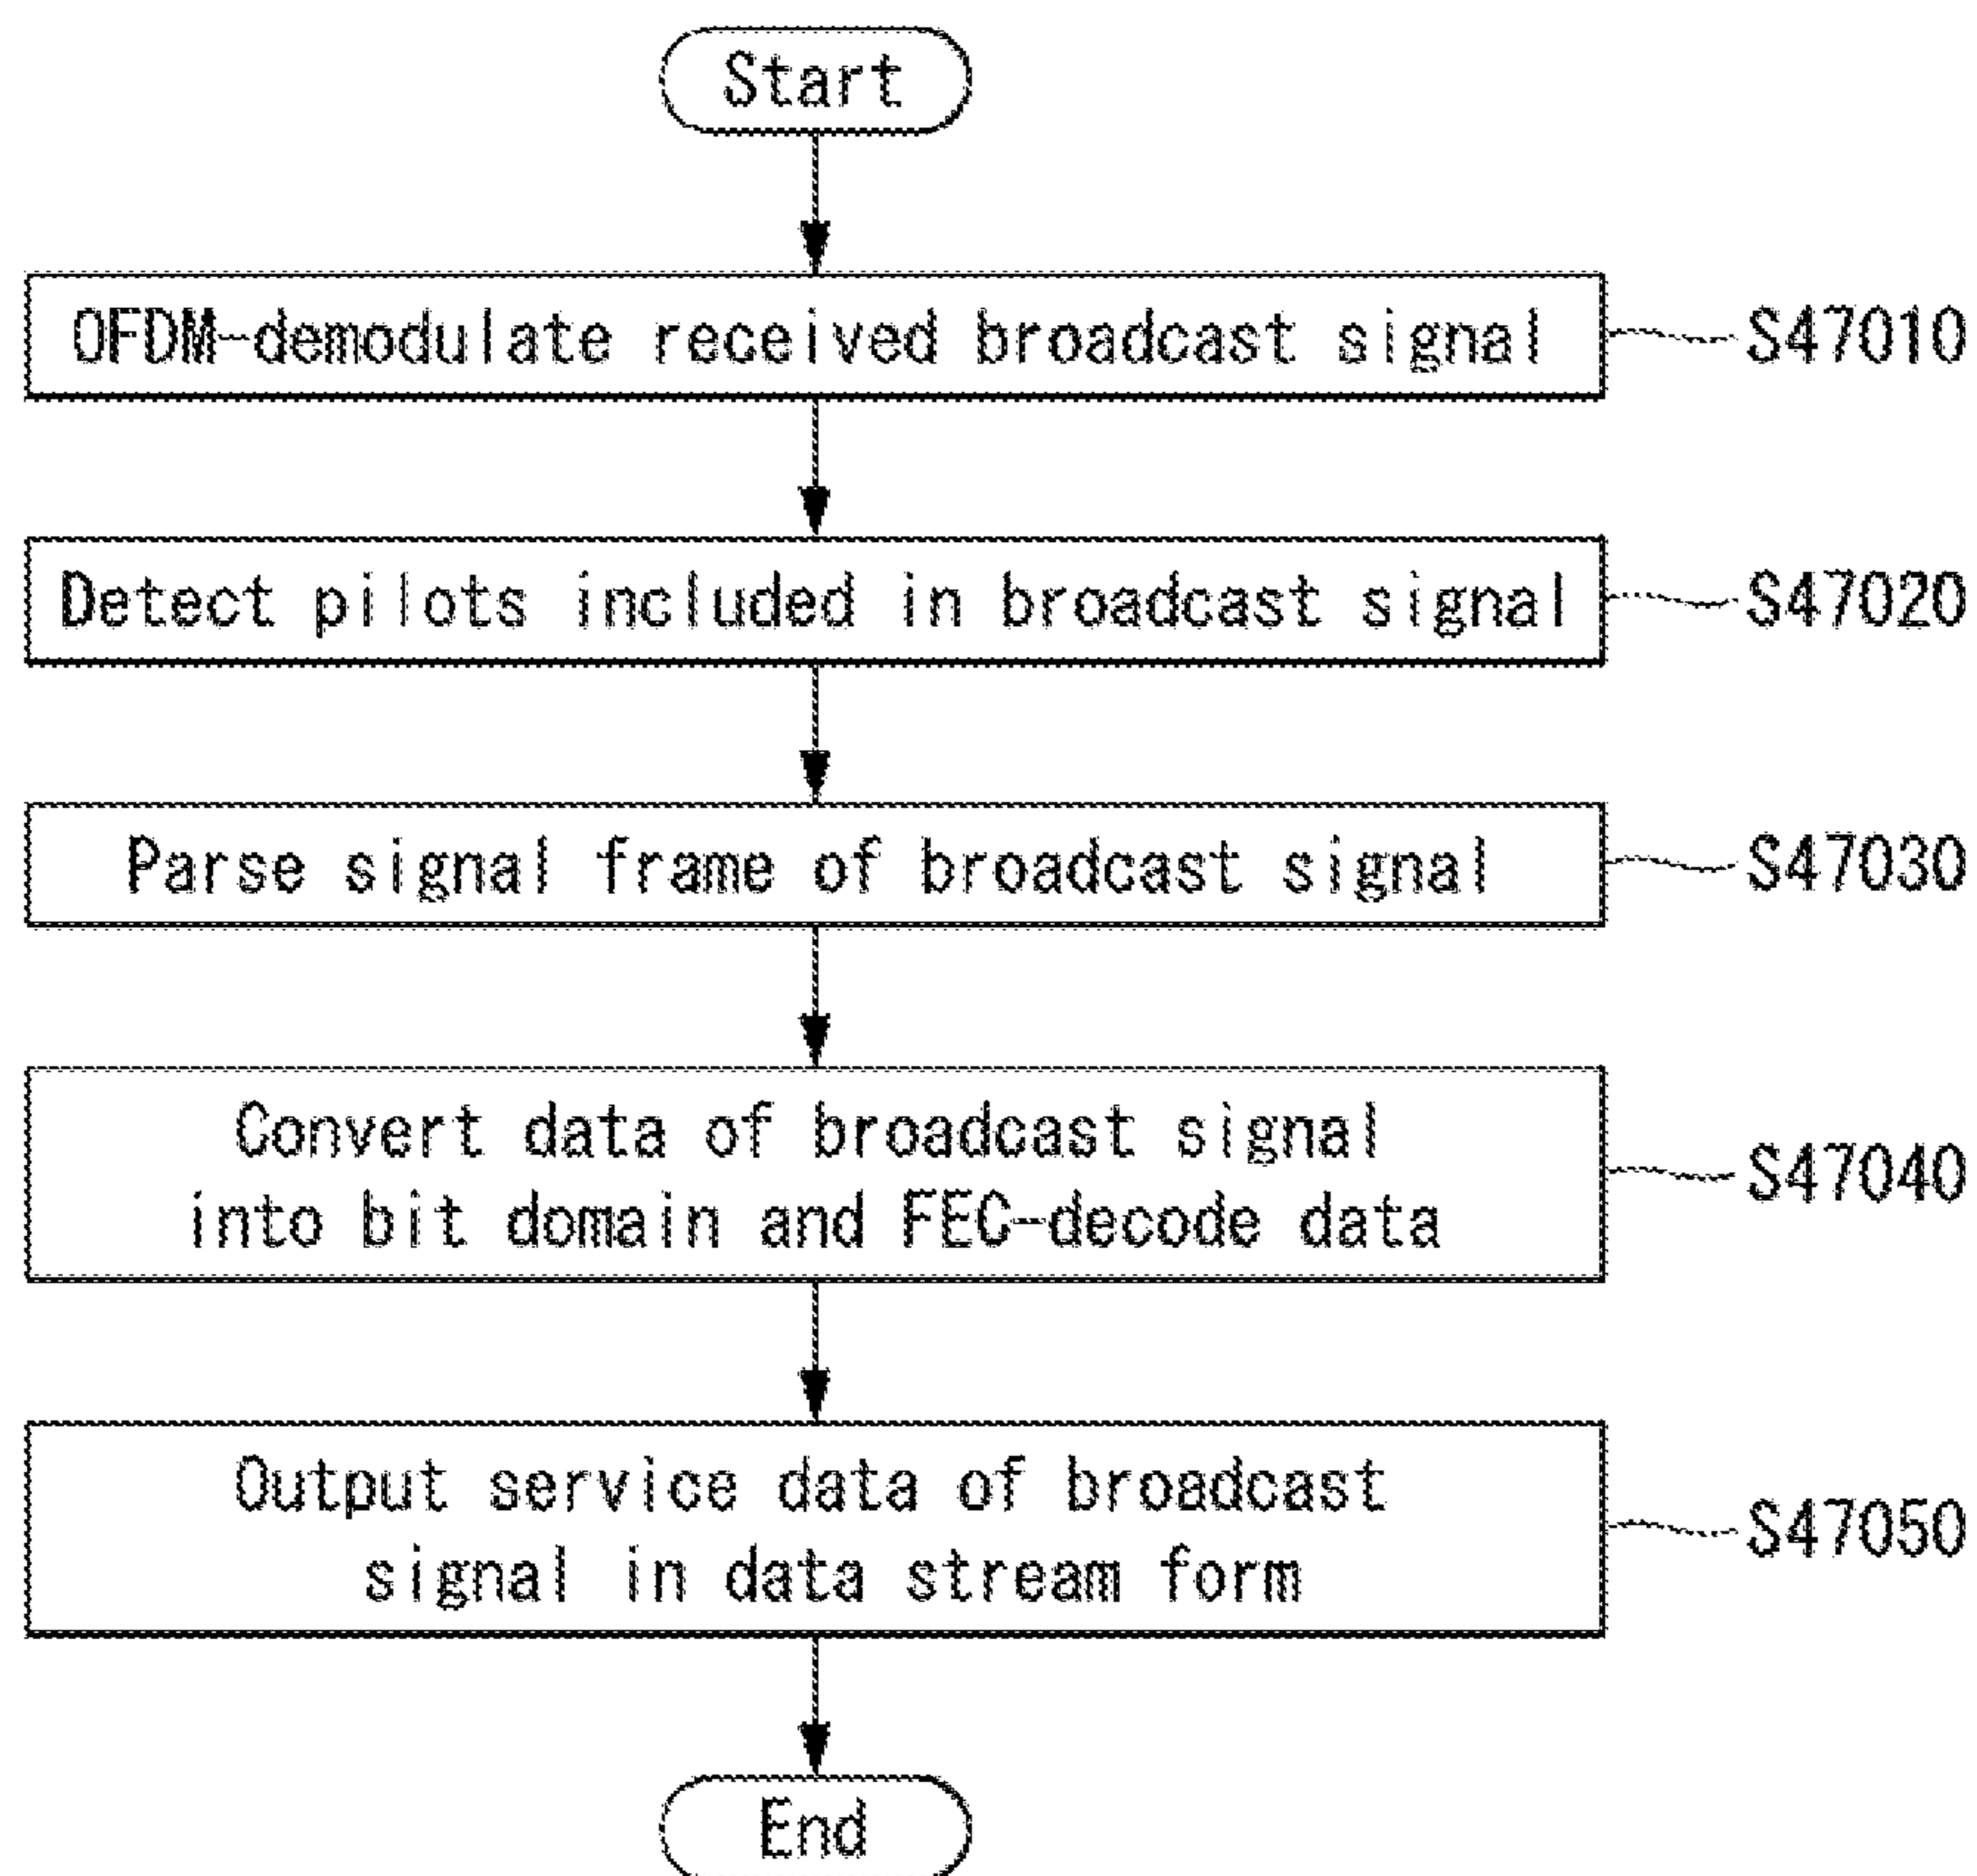 Start
OFDM-demodulate received broadcast signal
S47010
Detect pilots included in broadcast signal
S47020
Parse signal frame of broadcast signal
S47030
Convert data of broadcast signal
into bit domain and FEC-decode data
S47040
Output service data of broadcast
signal in data stream form
S47050
End